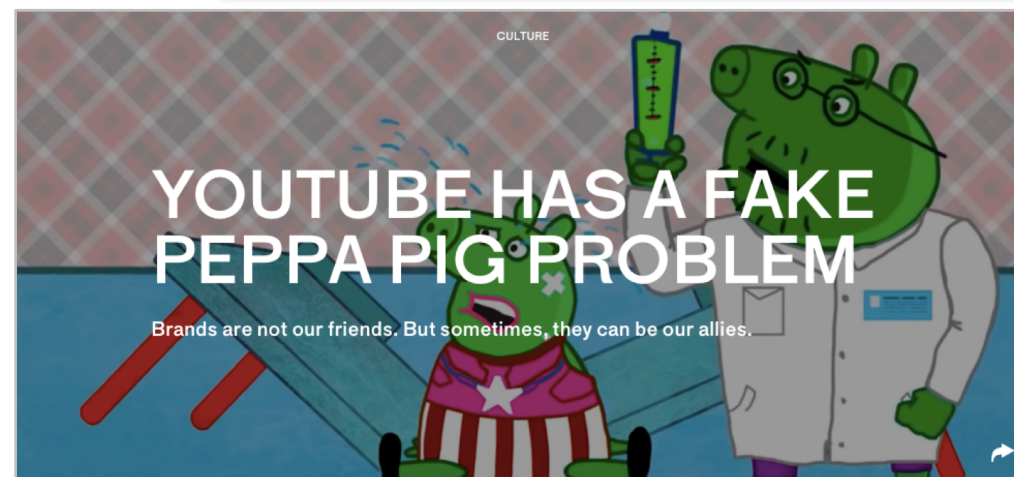 CULTURE
YOUTUBE HAS A FAKE
PEPPA PIG PROBLEM
Brands are not our friends. But sometimes, they can be our allies.